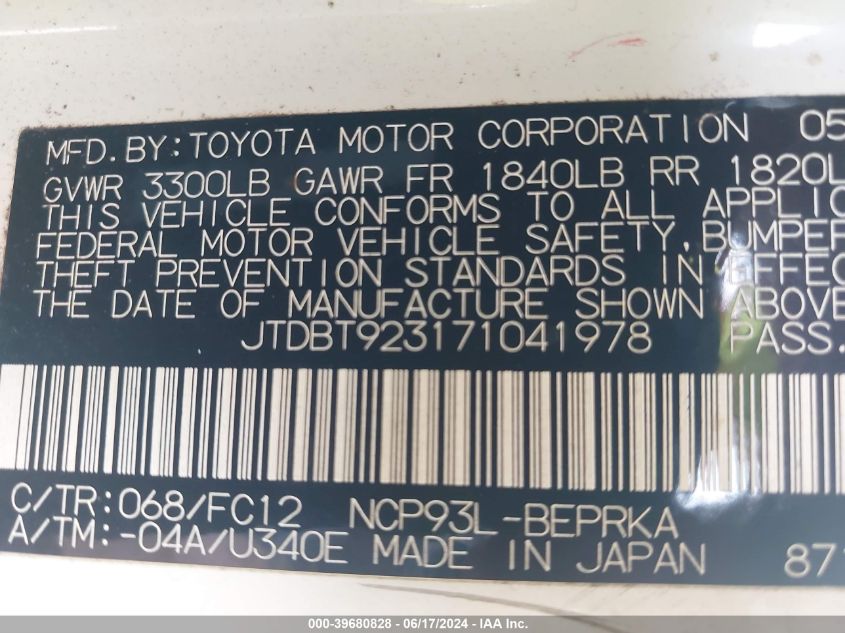 MFD. BY: TOYOTA MOTOR CORPORATION 05
GVWR 3300LB GAWR FR 1840LB RR 1820L
THIS VEHICLE CONFORMS TO ALL APPLIC
FEDERAL MOTOR VEHICLE SAFETY, BUMPER
THEFT PREVENTION STANDARDS IN EFFEC
THE DATE OF MANUFACTURE SHOWN ABOVE
JTDBT923171041978 PASS.
C/TR: 068/FC12 NCP93L-BEPRKA
A/TM: -04A/U340E MADE IN JAPAN 871
000-39680828 - 06/17/2024 - IAA Inc.